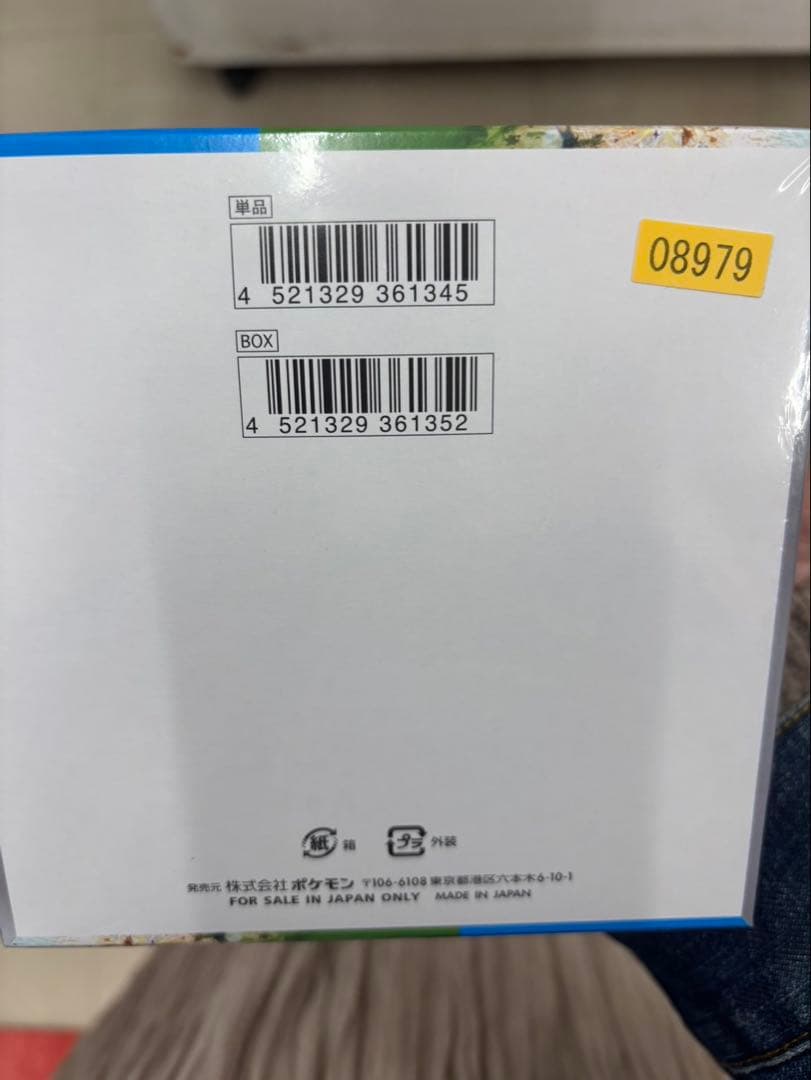 単品
4 521329 361345
08979
BOX
4 521329 361352
紙 箱
プラ 外装
発売元 株式会社 ポケモン 〒106-6108 東京都港区六本木6-10-1
FOR SALE IN JAPAN ONLY MADE IN JAPAN